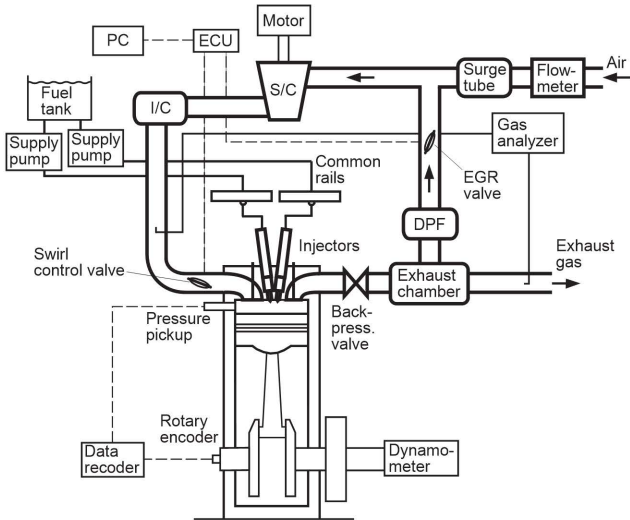 Motor
PC
ECU
Air
Surge
tube
Flow-
meter
S/C
Fuel
tank
I/C
Gas
analyzer
Supply
pump
Supply
pump
Common
rails
EGR
valve
DPF
Injectors
Exhaust
gas
Swirl
control valve
Exhaust
chamber
Pressure
pickup
Back-
press.
valve
Rotary
encoder
Data
recoder
Dynamo-
meter